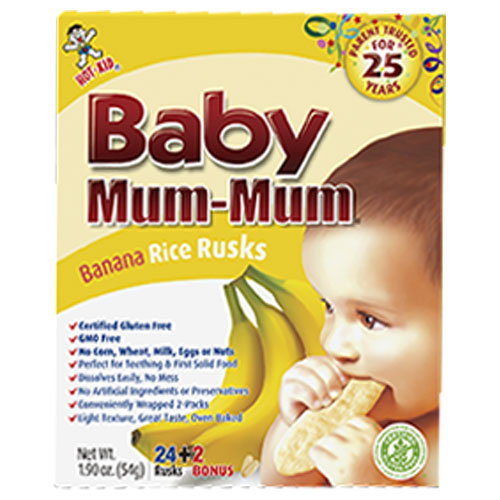 HOT-KID
PARENT TRUSTED
FOR
25
YEARS
Baby
Mum-Mum
Banana Rice Rusks
Certified Gluten Free
GMO Free
No Corn, Wheat, Milk, Eggs or Nuts
Perfect for Teething & First Solid Food
Dissolves Easily, No Mess
No Artificial Ingredients or Preservatives
Conveniently Wrapped 2-Packs
Light Texture, Great Taste, Oven Baked
Net Wt. 24+2
1.90 oz. (54g) Rusks BONUS